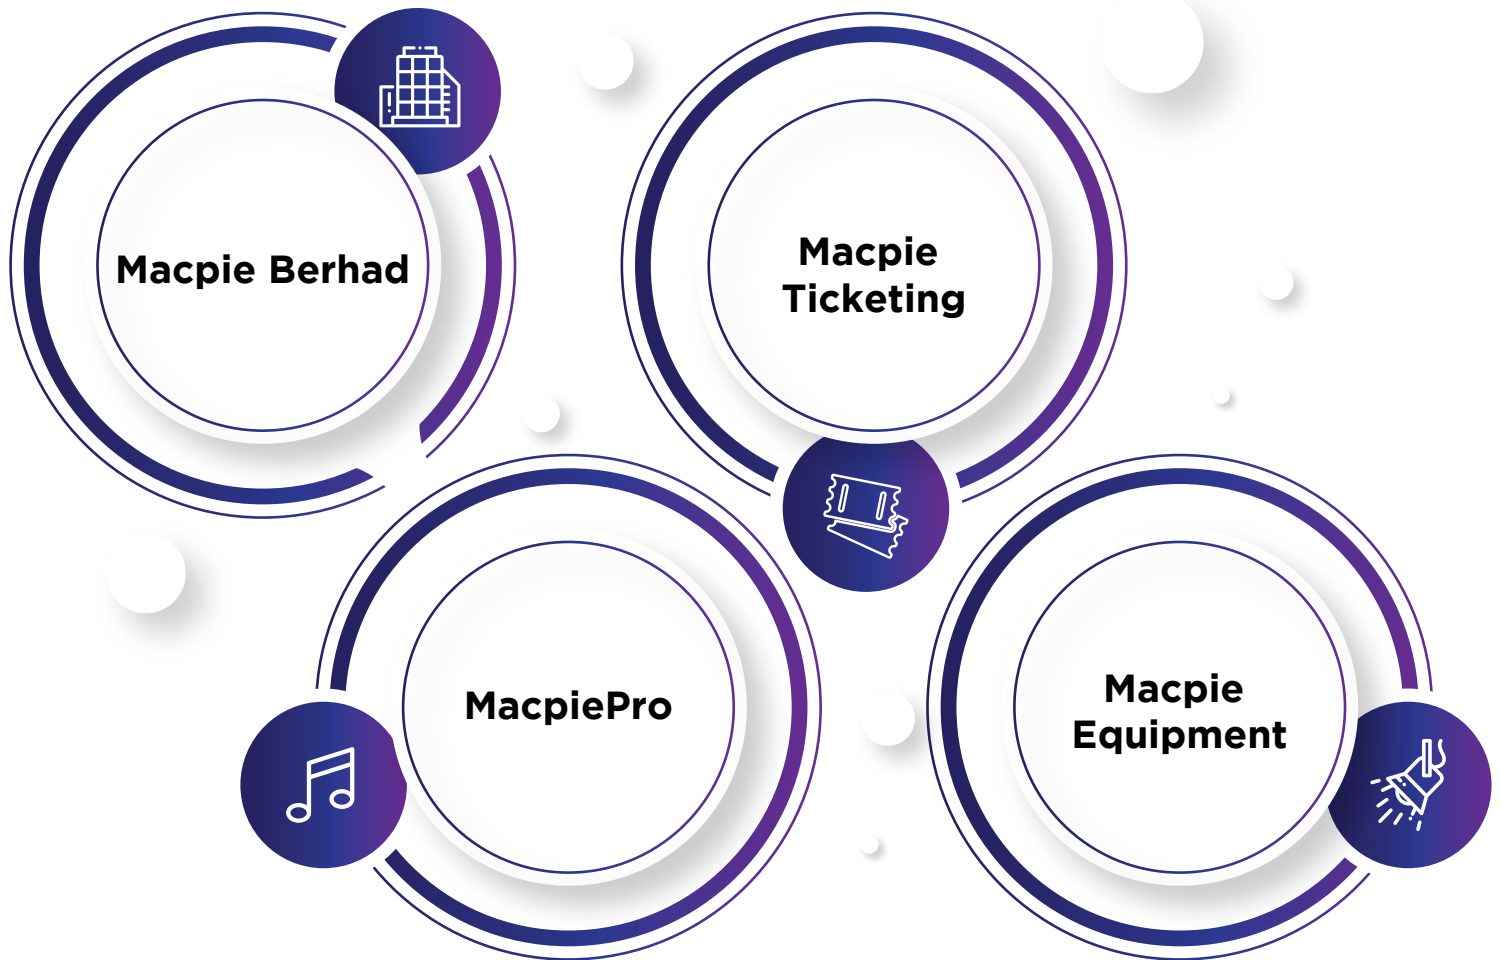 Macpie Berhad
Macpie
Ticketing
MacpiePro
Macpie
Equipment